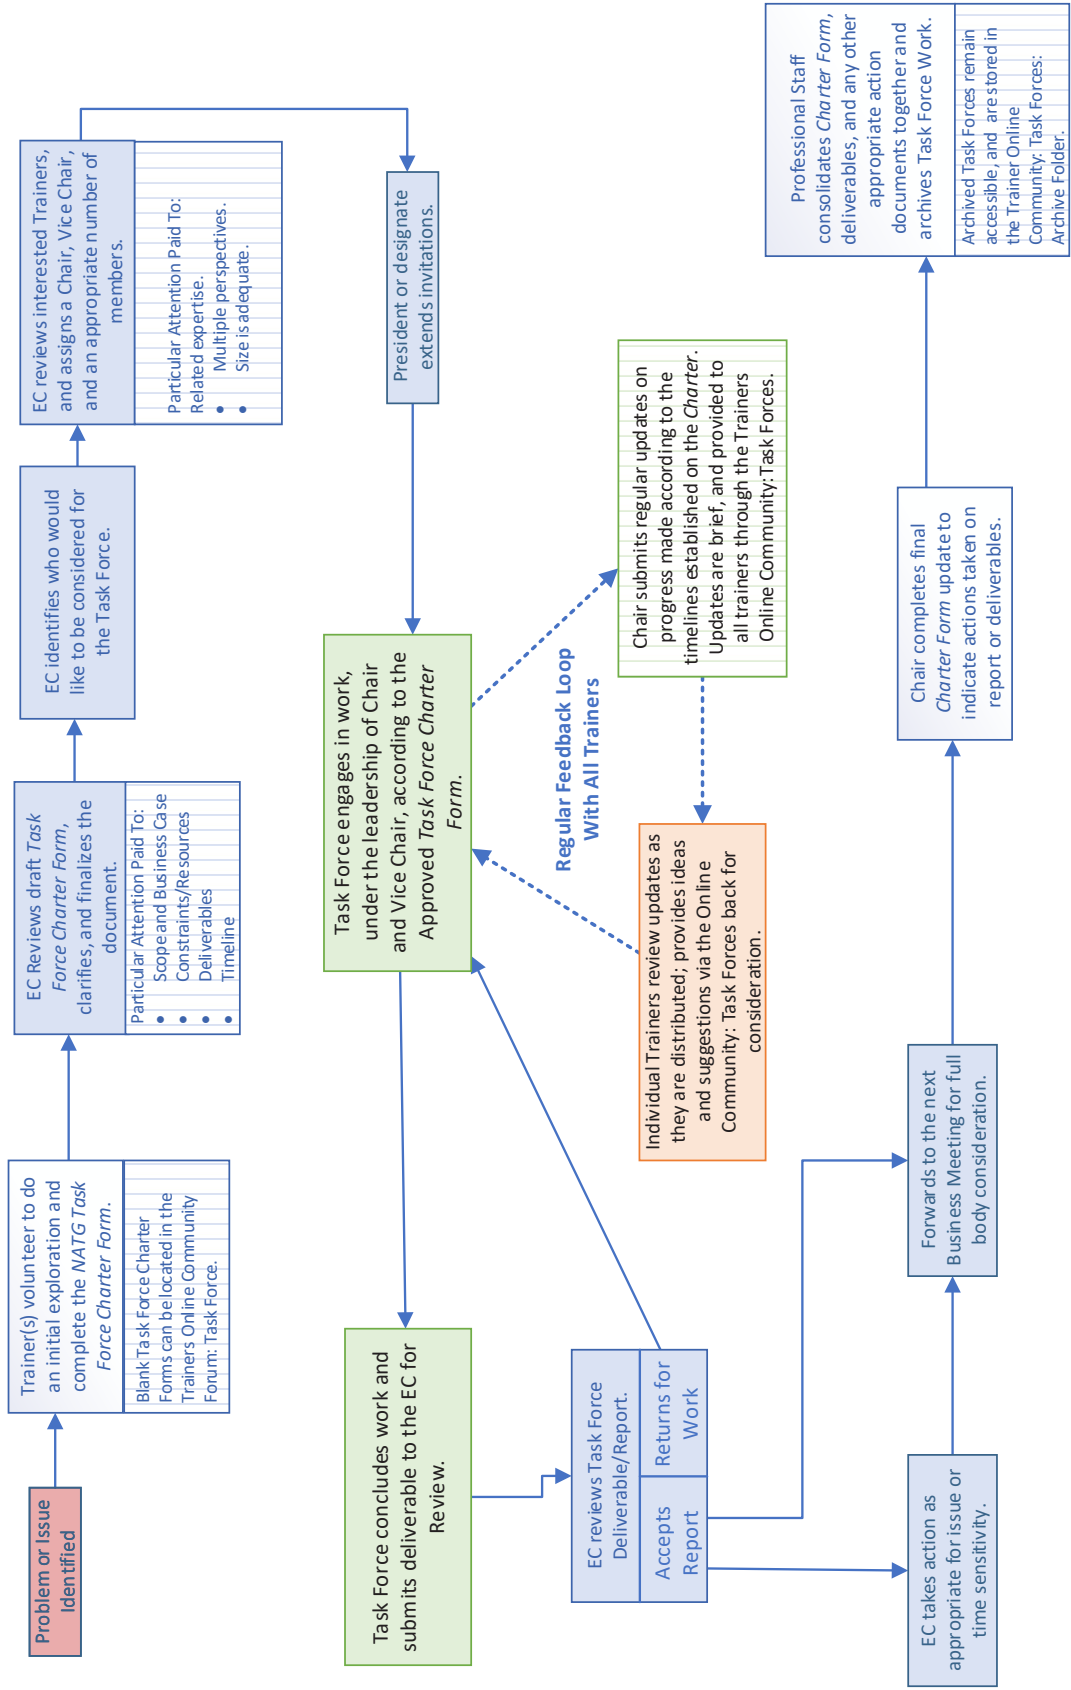 Problem or Issue
Identified
Trainer(s) volunteer to do
an initial exploration and
complete the NATG Task
Force Charter Form.
Blank Task Force Charter
Forms can be located in the
Trainers Online Community
Forum: Task Force.
EC Reviews draft Task
Force Charter Form,
clarifies, and finalizes the
document.
Particular Attention Paid To:
• Scope and Business Case
• Constraints/Resources
• Deliverables
• Timeline
EC identifies who would
like to be considered for
the Task Force.
EC reviews interested Trainers,
and assigns a Chair, Vice Chair,
and an appropriate number of
members.
Particular Attention Paid To:
Related expertise.
• Multiple perspectives.
• Size is adequate.
President or designate
extends invitations.
Task Force engages in work,
under the leadership of Chair
and Vice Chair, according to the
Approved Task Force Charter
Form.
Regular Feedback Loop
With All Trainers
Chair submits regular updates on
progress made according to the
timelines established on the Charter.
Updates are brief, and provided to
all trainers through the Trainers
Online Community: Task Forces.
Individual Trainers review updates as
they are distributed; provides ideas
and suggestions via the Online
Community: Task Forces back for
consideration.
Task Force concludes work and
submits deliverable to the EC for
Review.
EC reviews Task Force
Deliverable/Report.
Accepts
Report
Returns for
Work
EC takes action as
appropriate for issue or
time sensitivity.
Forwards to the next
Business Meeting for full
body consideration.
Chair completes final
Charter Form update to
indicate actions taken on
report or deliverables.
Professional Staff
consolidates Charter Form,
deliverables, and any other
appropriate action
documents together and
archives Task Force Work.
Archived Task Forces remain
accessible, and are stored in
the Trainer Online
Community: Task Forces:
Archive Folder.